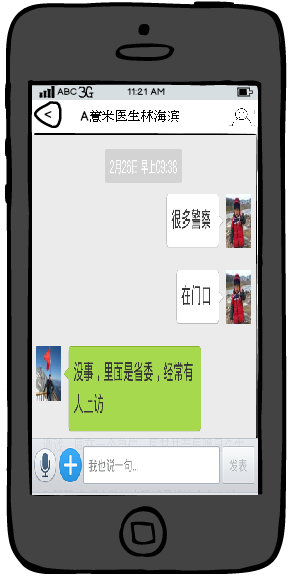 ABC 3G 11:21 AM
A薏米医生林海滨
2月26日 早上09:36
很多警察
在门口
没事，里面是省委，经常有
人上访
我也说一句... 发表